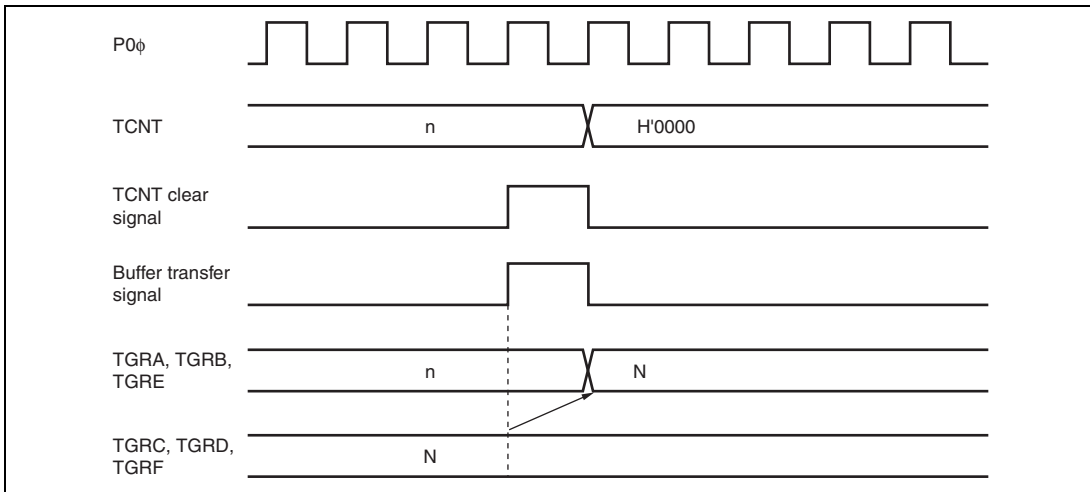 P0ϕ
TCNT
n
H'0000
TCNT clear
signal
Buffer transfer
signal
TGRA, TGRB,
TGRE
n
N
TGRC, TGRD,
TGRF
N